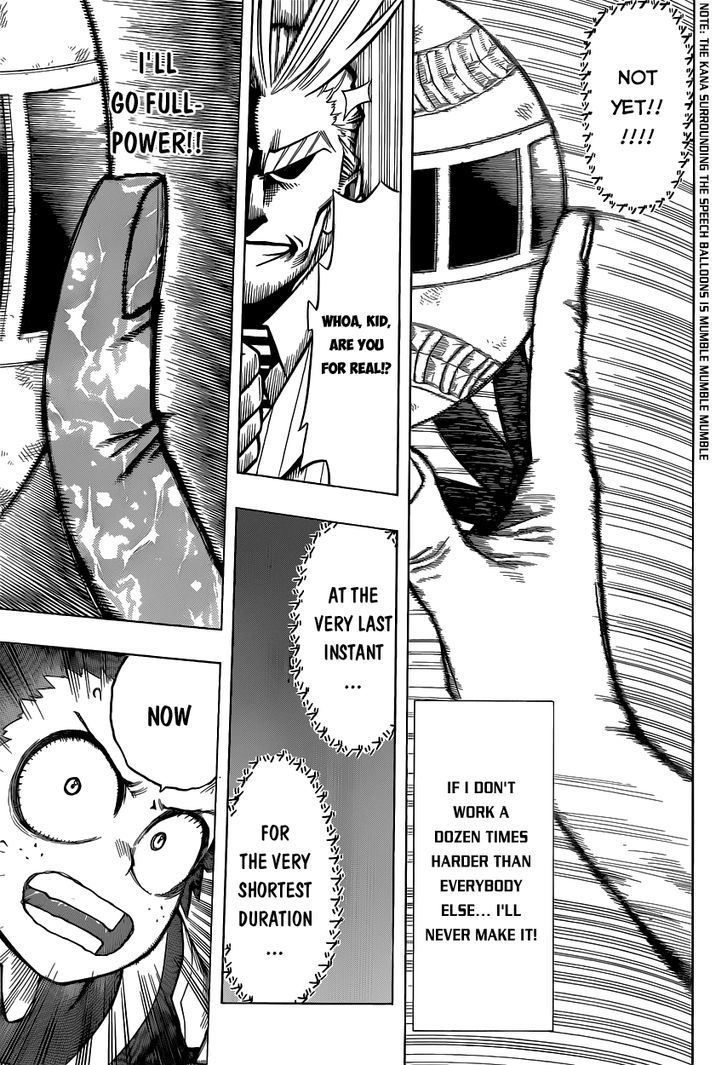 NOTE: THE KANA SURROUNDING THE SPEECH BALLOONS IS MUMBLE MUMBLE MUMBLE
NOT
YET!!
!!!!
IF I DON'T
WORK A
DOZEN TIMES
HARDER THAN
EVERYBODY
ELSE... I'LL
NEVER MAKE IT!
WHOA, KID,
ARE YOU
FOR REAL!?
AT THE
VERY LAST
INSTANT
...
FOR
THE VERY
SHORTEST
DURATION
...
I'LL
GO FULL-
POWER!!
NOW